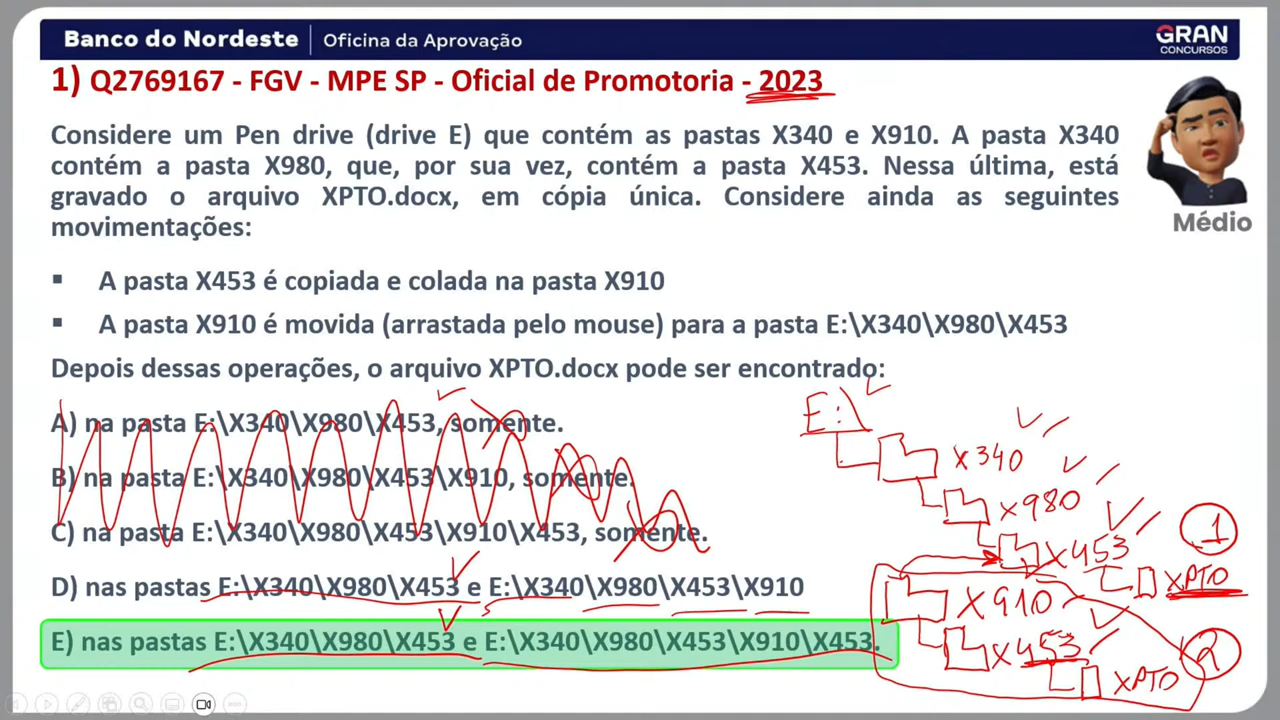 Banco do Nordeste | Oficina da Aprovação
GRAN
CONCURSOS
1) Q2769167 - FGV - MPE SP - Oficial de Promotoria - 2023
Considere um Pen drive (drive E) que contém as pastas X340 e X910. A pasta X340
contém a pasta X980, que, por sua vez, contém a pasta X453. Nessa última, está
gravado o arquivo XPTO.docx, em cópia única. Considere ainda as seguintes
movimentações:
Médio
▪ A pasta X453 é copiada e colada na pasta X910
▪ A pasta X910 é movida (arrastada pelo mouse) para a pasta E:\X340\X980\X453
Depois dessas operações, o arquivo XPTO.docx pode ser encontrado:
A) na pasta E:\X340\X980\X453, somente.
B) na pasta E:\X340\X980\X453\X910, somente.
C) na pasta E:\X340\X980\X453\X910\X453, somente.
D) nas pastas E:\X340\X980\X453 e E:\X340\X980\X453\X910
E) nas pastas E:\X340\X980\X453 e E:\X340\X980\X453\X910\X453.
E:\
X340
X980
X453
1
XPTO
X910
X453
2
XPTO